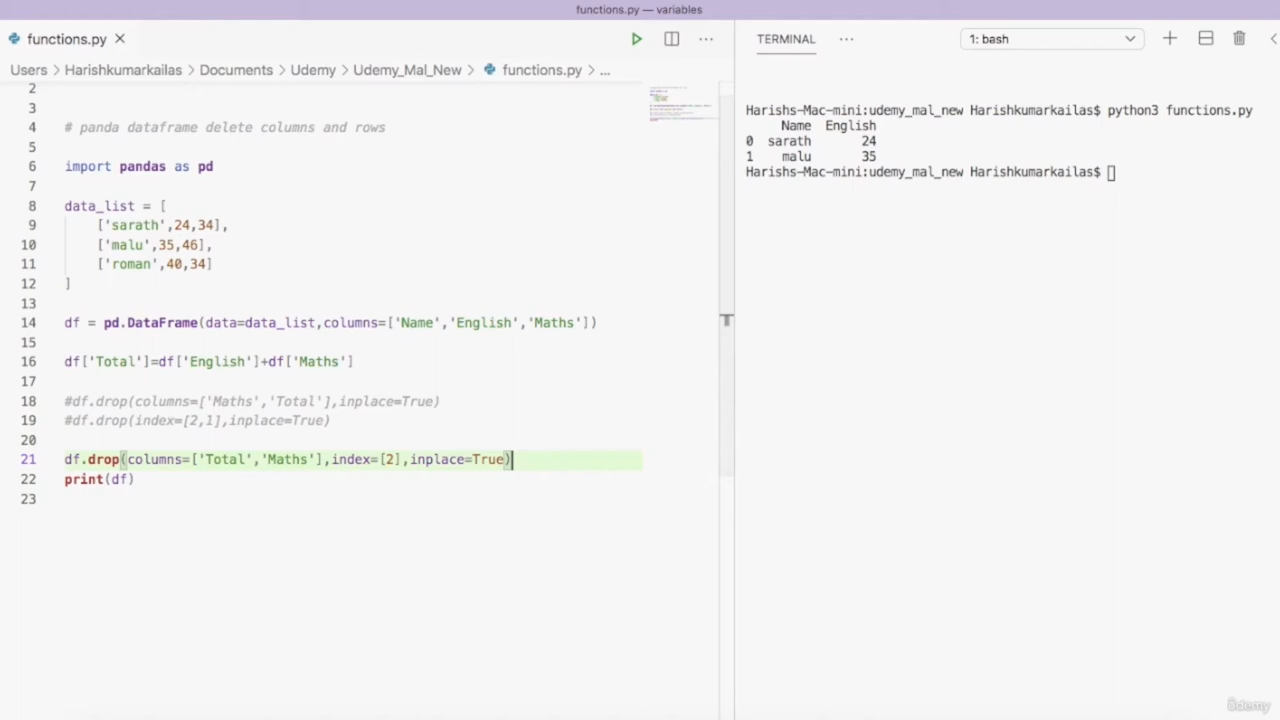 functions.py — variables
functions.py
Users > Harishkumarkailas > Documents > Udemy > Udemy_Mal_New > functions.py > ...
2
3
4 # panda dataframe delete columns and rows
5
6 import pandas as pd
7
8 data_list = [
9 ['sarath',24,34],
10 ['malu',35,46],
11 ['roman',40,34]
12 ]
13
14 df = pd.DataFrame(data=data_list,columns=['Name','English','Maths'])
15
16 df['Total']=df['English']+df['Maths']
17
18 #df.drop(columns=['Maths','Total'],inplace=True)
19 #df.drop(index=[2,1],inplace=True)
20
21 df.drop(columns=['Total','Maths'],index=[2],inplace=True)
22 print(df)
23
TERMINAL ... 1: bash
Harishs-Mac-mini:udemy_mal_new Harishkumarkailas$ python3 functions.py
Name English
0 sarath 24
1 malu 35
Harishs-Mac-mini:udemy_mal_new Harishkumarkailas$
ûdemy